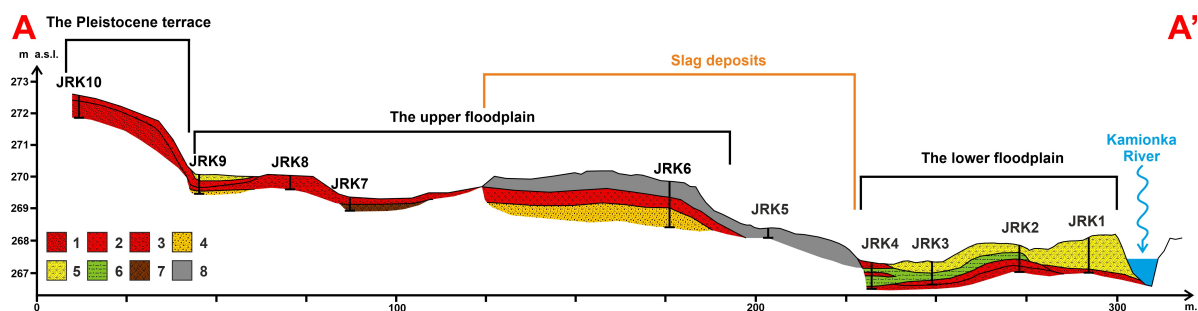 A
The Pleistocene terrace
A’
m a.s.l.
Slag deposits
273
JRK10
272
The upper floodplain
Kamionka
River
271
The lower floodplain
JRK9
JRK8
JRK6
270
JRK7
269
JRK5
JRK2
JRK1
268
JRK4
JRK3
1
2
3
4
267
5
6
7
8
0
100
200
300
m.